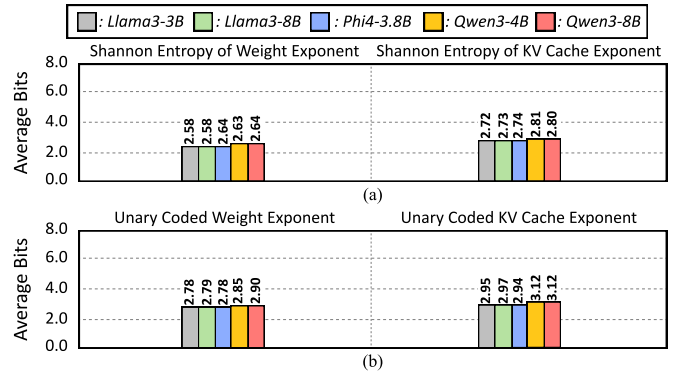 : Llama3-3B : Llama3-8B : Phi4-3.8B : Qwen3-4B : Qwen3-8B
Shannon Entropy of Weight Exponent Shannon Entropy of KV Cache Exponent
Average Bits
8.0
6.0
4.0
2.0
0.0
2.58 2.58 2.64 2.63 2.64
2.72 2.73 2.74 2.81 2.80
(a)
Unary Coded Weight Exponent Unary Coded KV Cache Exponent
Average Bits
8.0
6.0
4.0
2.0
0.0
2.78 2.79 2.78 2.85 2.90
2.95 2.97 2.94 3.12 3.12
(b)